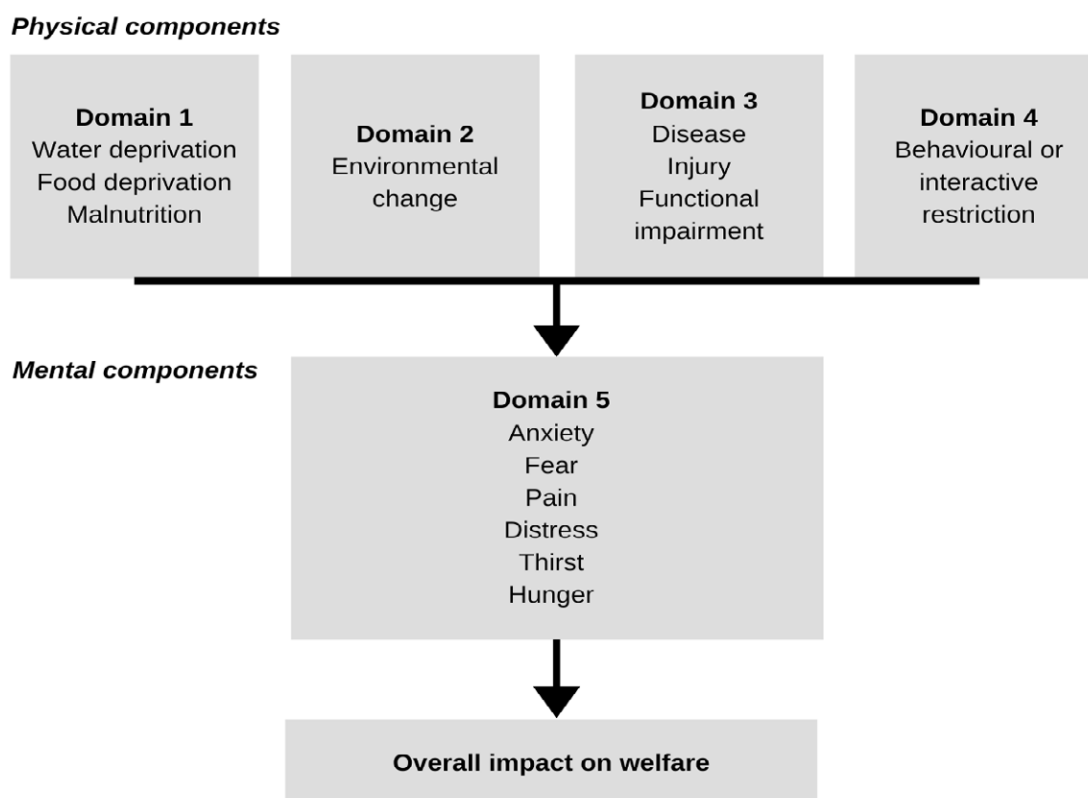 Physical components
Domain 1
Water deprivation
Food deprivation
Malnutrition
Domain 2
Environmental
change
Domain 3
Disease
Injury
Functional
impairment
Domain 4
Behavioural or
interactive
restriction
Mental components
Domain 5
Anxiety
Fear
Pain
Distress
Thirst
Hunger
Overall impact on welfare